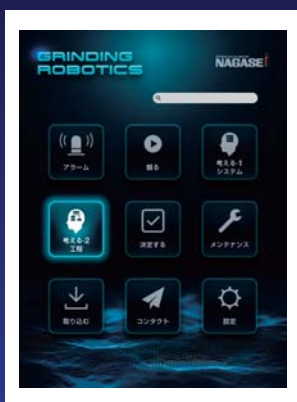 GRINDING
ROBOTICS
NAGASE
アラーム
観る
考える-1
システム
考える-2
工程
決定する
メンテナンス
取り込む
コンタクト
設定